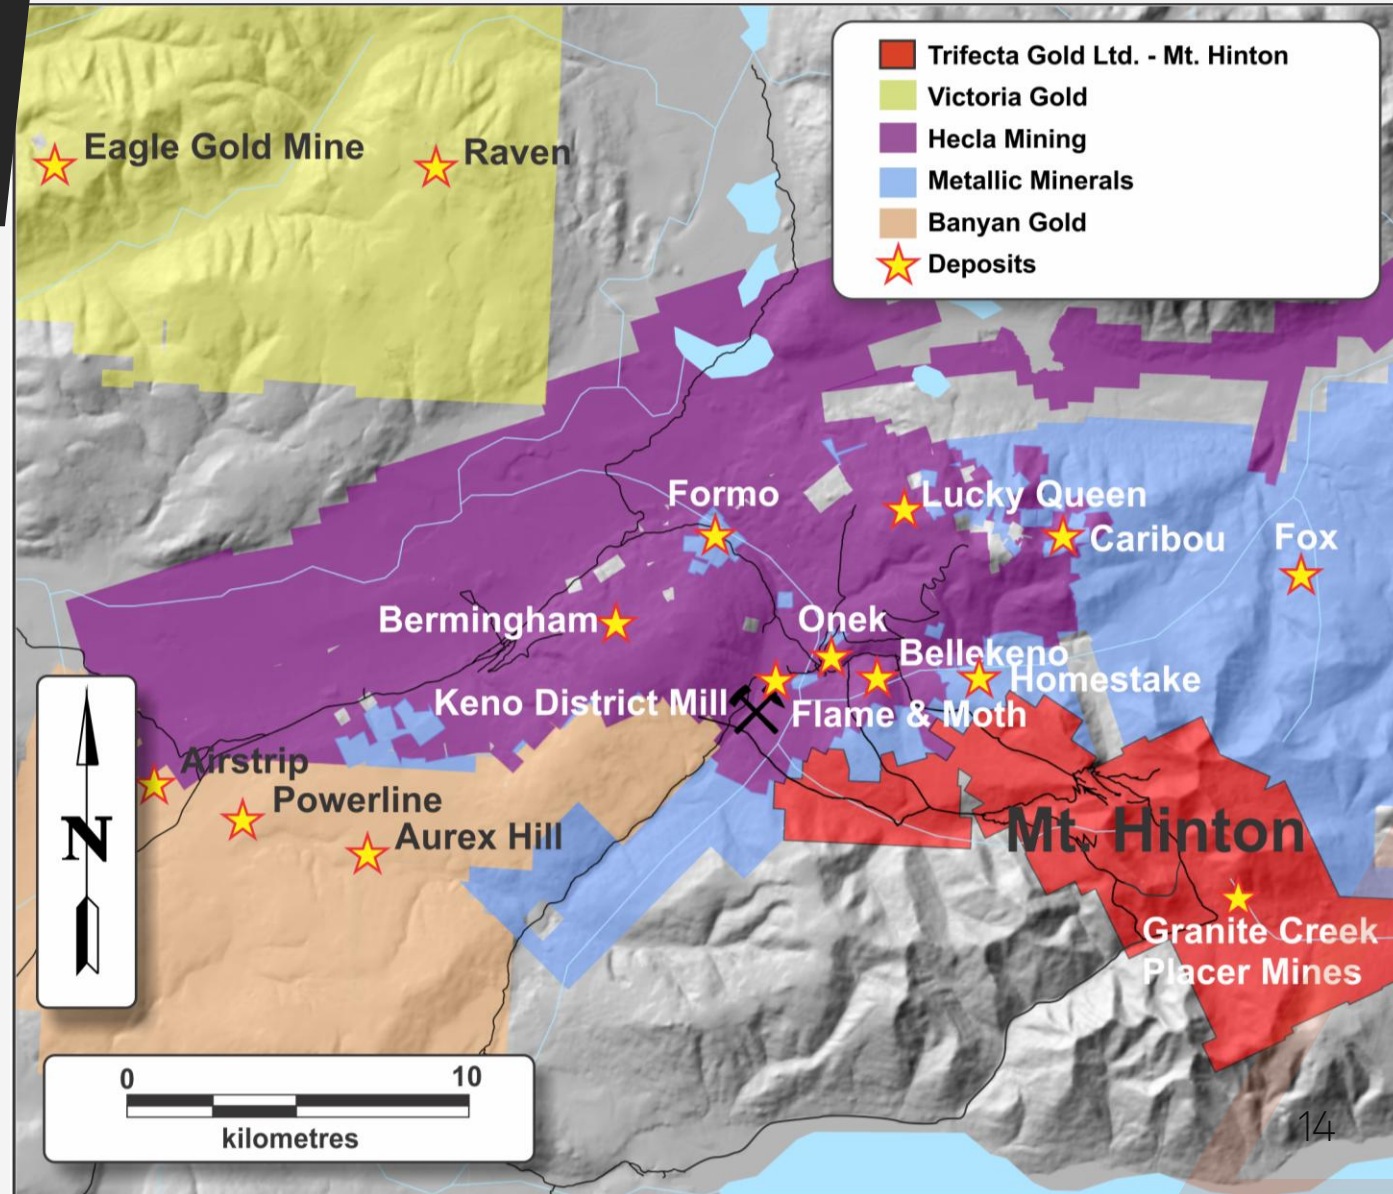 Trifecta Gold Ltd. - Mt. Hinton
Victoria Gold
Hecla Mining
Metallic Minerals
Banyan Gold
Deposits
Eagle Gold Mine
Raven
Formo
Lucky Queen
Caribou
Fox
Bermingham
Onek
Bellekeno
Homestake
Keno District Mill
Flame & Moth
Airstrip
Powerline
Aurex Hill
Mt. Hinton
Granite Creek
Placer Mines
N
0 10
kilometres
14